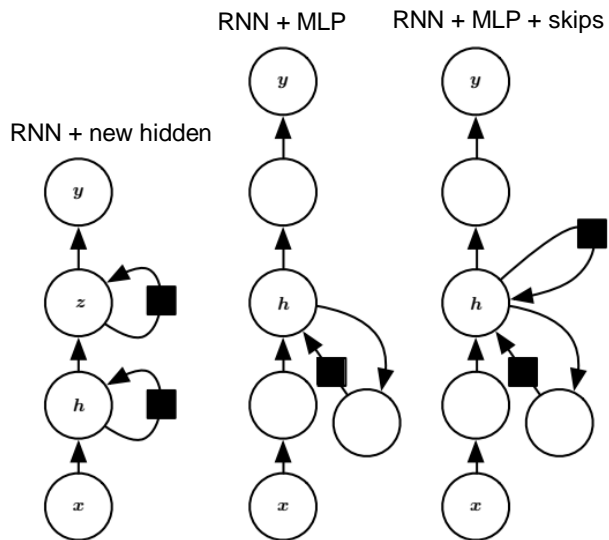 RNN + new hidden
y
z
h
x
RNN + MLP
y
h
x
RNN + MLP + skips
y
h
x